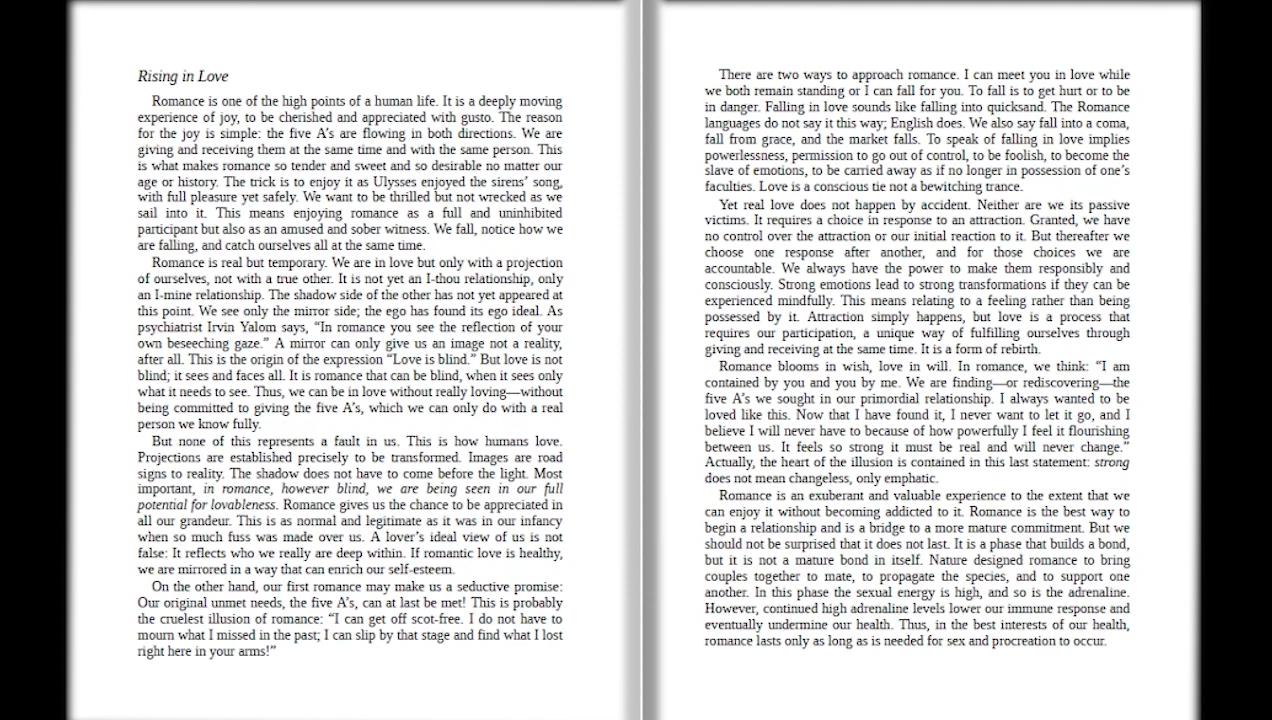 Rising in Love
Romance is one of the high points of a human life. It is a deeply moving
experience of joy, to be cherished and appreciated with gusto. The reason
for the joy is simple: the five A’s are flowing in both directions. We are
giving and receiving them at the same time and with the same person. This
is what makes romance so tender and sweet and so desirable no matter our
age or history. The trick is to enjoy it as Ulysses enjoyed the sirens’ song,
with full pleasure yet safely. We want to be thrilled but not wrecked as we
sail into it. This means enjoying romance as a full and uninhibited
participant but also as an amused and sober witness. We fall, notice how we
are falling, and catch ourselves all at the same time.
Romance is real but temporary. We are in love but only with a projection
of ourselves, not with a true other. It is not yet an I-thou relationship, only
an I-mine relationship. The shadow side of the other has not yet appeared at
this point. We see only the mirror side; the ego has found its ego ideal. As
psychiatrist Irvin Yalom says, “In romance you see the reflection of your
own beseeching gaze.” A mirror can only give us an image not a reality,
after all. This is the origin of the expression “Love is blind.” But love is not
blind; it sees and faces all. It is romance that can be blind, when it sees only
what it needs to see. Thus, we can be in love without really loving—without
being committed to giving the five A’s, which we can only do with a real
person we know fully.
But none of this represents a fault in us. This is how humans love.
Projections are established precisely to be transformed. Images are road
signs to reality. The shadow does not have to come before the light. Most
important, in romance, however blind, we are being seen in our full
potential for lovableness. Romance gives us the chance to be appreciated in
all our grandeur. This is as normal and legitimate as it was in our infancy
when so much fuss was made over us. A lover’s ideal view of us is not
false: It reflects who we really are deep within. If romantic love is healthy,
we are mirrored in a way that can enrich our self-esteem.
On the other hand, our first romance may make us a seductive promise:
Our original unmet needs, the five A’s, can at last be met! This is probably
the cruelest illusion of romance: “I can get off scot-free. I do not have to
mourn what I missed in the past; I can slip by that stage and find what I lost
right here in your arms!”
There are two ways to approach romance. I can meet you in love while
we both remain standing or I can fall for you. To fall is to get hurt or to be
in danger. Falling in love sounds like falling into quicksand. The Romance
languages do not say it this way; English does. We also say fall into a coma,
fall from grace, and the market falls. To speak of falling in love implies
powerlessness, permission to go out of control, to be foolish, to become the
slave of emotions, to be carried away as if no longer in possession of one’s
faculties. Love is a conscious tie not a bewitching trance.
Yet real love does not happen by accident. Neither are we its passive
victims. It requires a choice in response to an attraction. Granted, we have
no control over the attraction or our initial reaction to it. But thereafter we
choose one response after another, and for those choices we are
accountable. We always have the power to make them responsibly and
consciously. Strong emotions lead to strong transformations if they can be
experienced mindfully. This means relating to a feeling rather than being
possessed by it. Attraction simply happens, but love is a process that
requires our participation, a unique way of fulfilling ourselves through
giving and receiving at the same time. It is a form of rebirth.
Romance blooms in wish, love in will. In romance, we think: “I am
contained by you and you by me. We are finding—or rediscovering—the
five A’s we sought in our primordial relationship. I always wanted to be
loved like this. Now that I have found it, I never want to let it go, and I
believe I will never have to because of how powerfully I feel it flourishing
between us. It feels so strong it must be real and will never change.”
Actually, the heart of the illusion is contained in this last statement: strong
does not mean changeless, only emphatic.
Romance is an exuberant and valuable experience to the extent that we
can enjoy it without becoming addicted to it. Romance is the best way to
begin a relationship and is a bridge to a more mature commitment. But we
should not be surprised that it does not last. It is a phase that builds a bond,
but it is not a mature bond in itself. Nature designed romance to bring
couples together to mate, to propagate the species, and to support one
another. In this phase the sexual energy is high, and so is the adrenaline.
However, continued high adrenaline levels lower our immune response and
eventually undermine our health. Thus, in the best interests of our health,
romance lasts only as long as is needed for sex and procreation to occur.